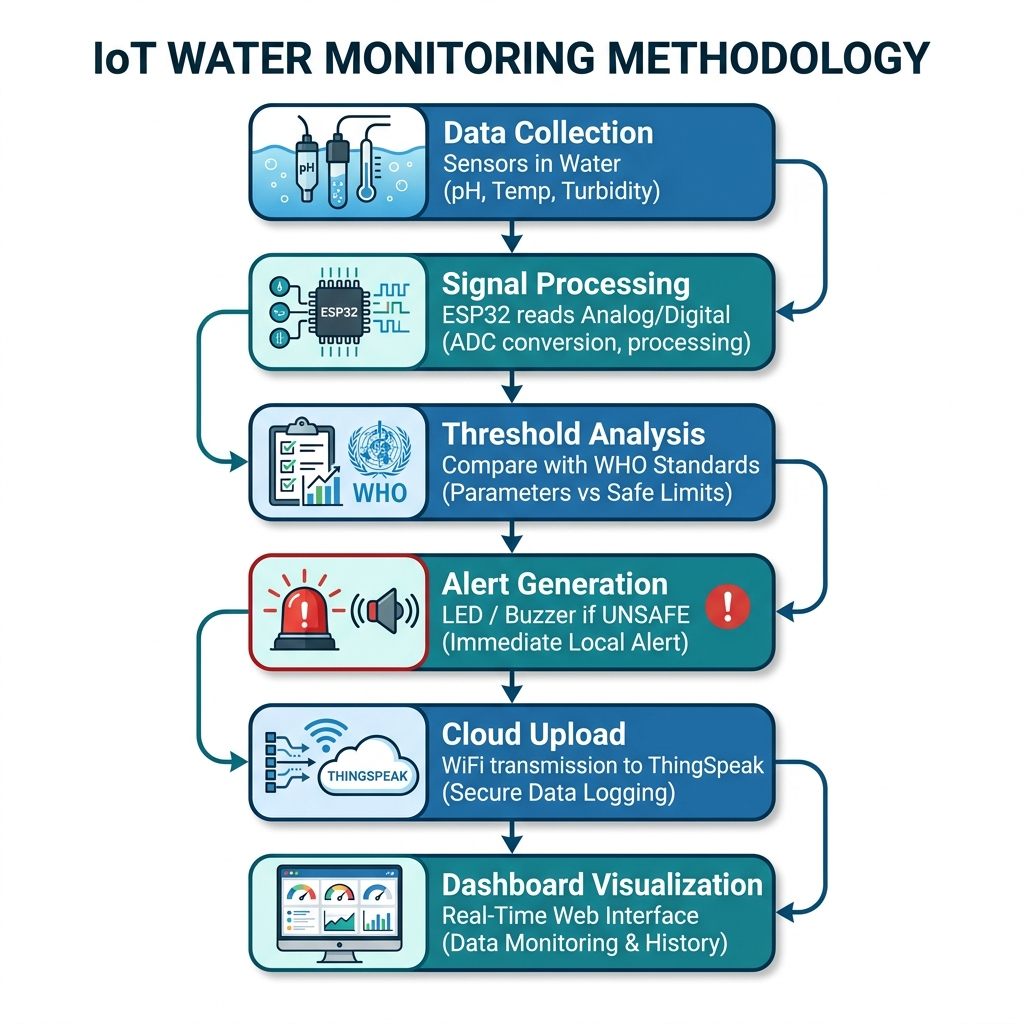 IoT WATER MONITORING METHODOLOGY
pH
Data Collection
Sensors in Water
(pH, Temp, Turbidity)
ESP32
Signal Processing
ESP32 reads Analog/Digital
(ADC conversion, processing)
WHO
Threshold Analysis
Compare with WHO Standards
(Parameters vs Safe Limits)
!
Alert Generation
LED / Buzzer if UNSAFE
(Immediate Local Alert)
!
THINGSPEAK
Cloud Upload
WiFi transmission to ThingSpeak
(Secure Data Logging)
Dashboard Visualization
Real-Time Web Interface
(Data Monitoring & History)